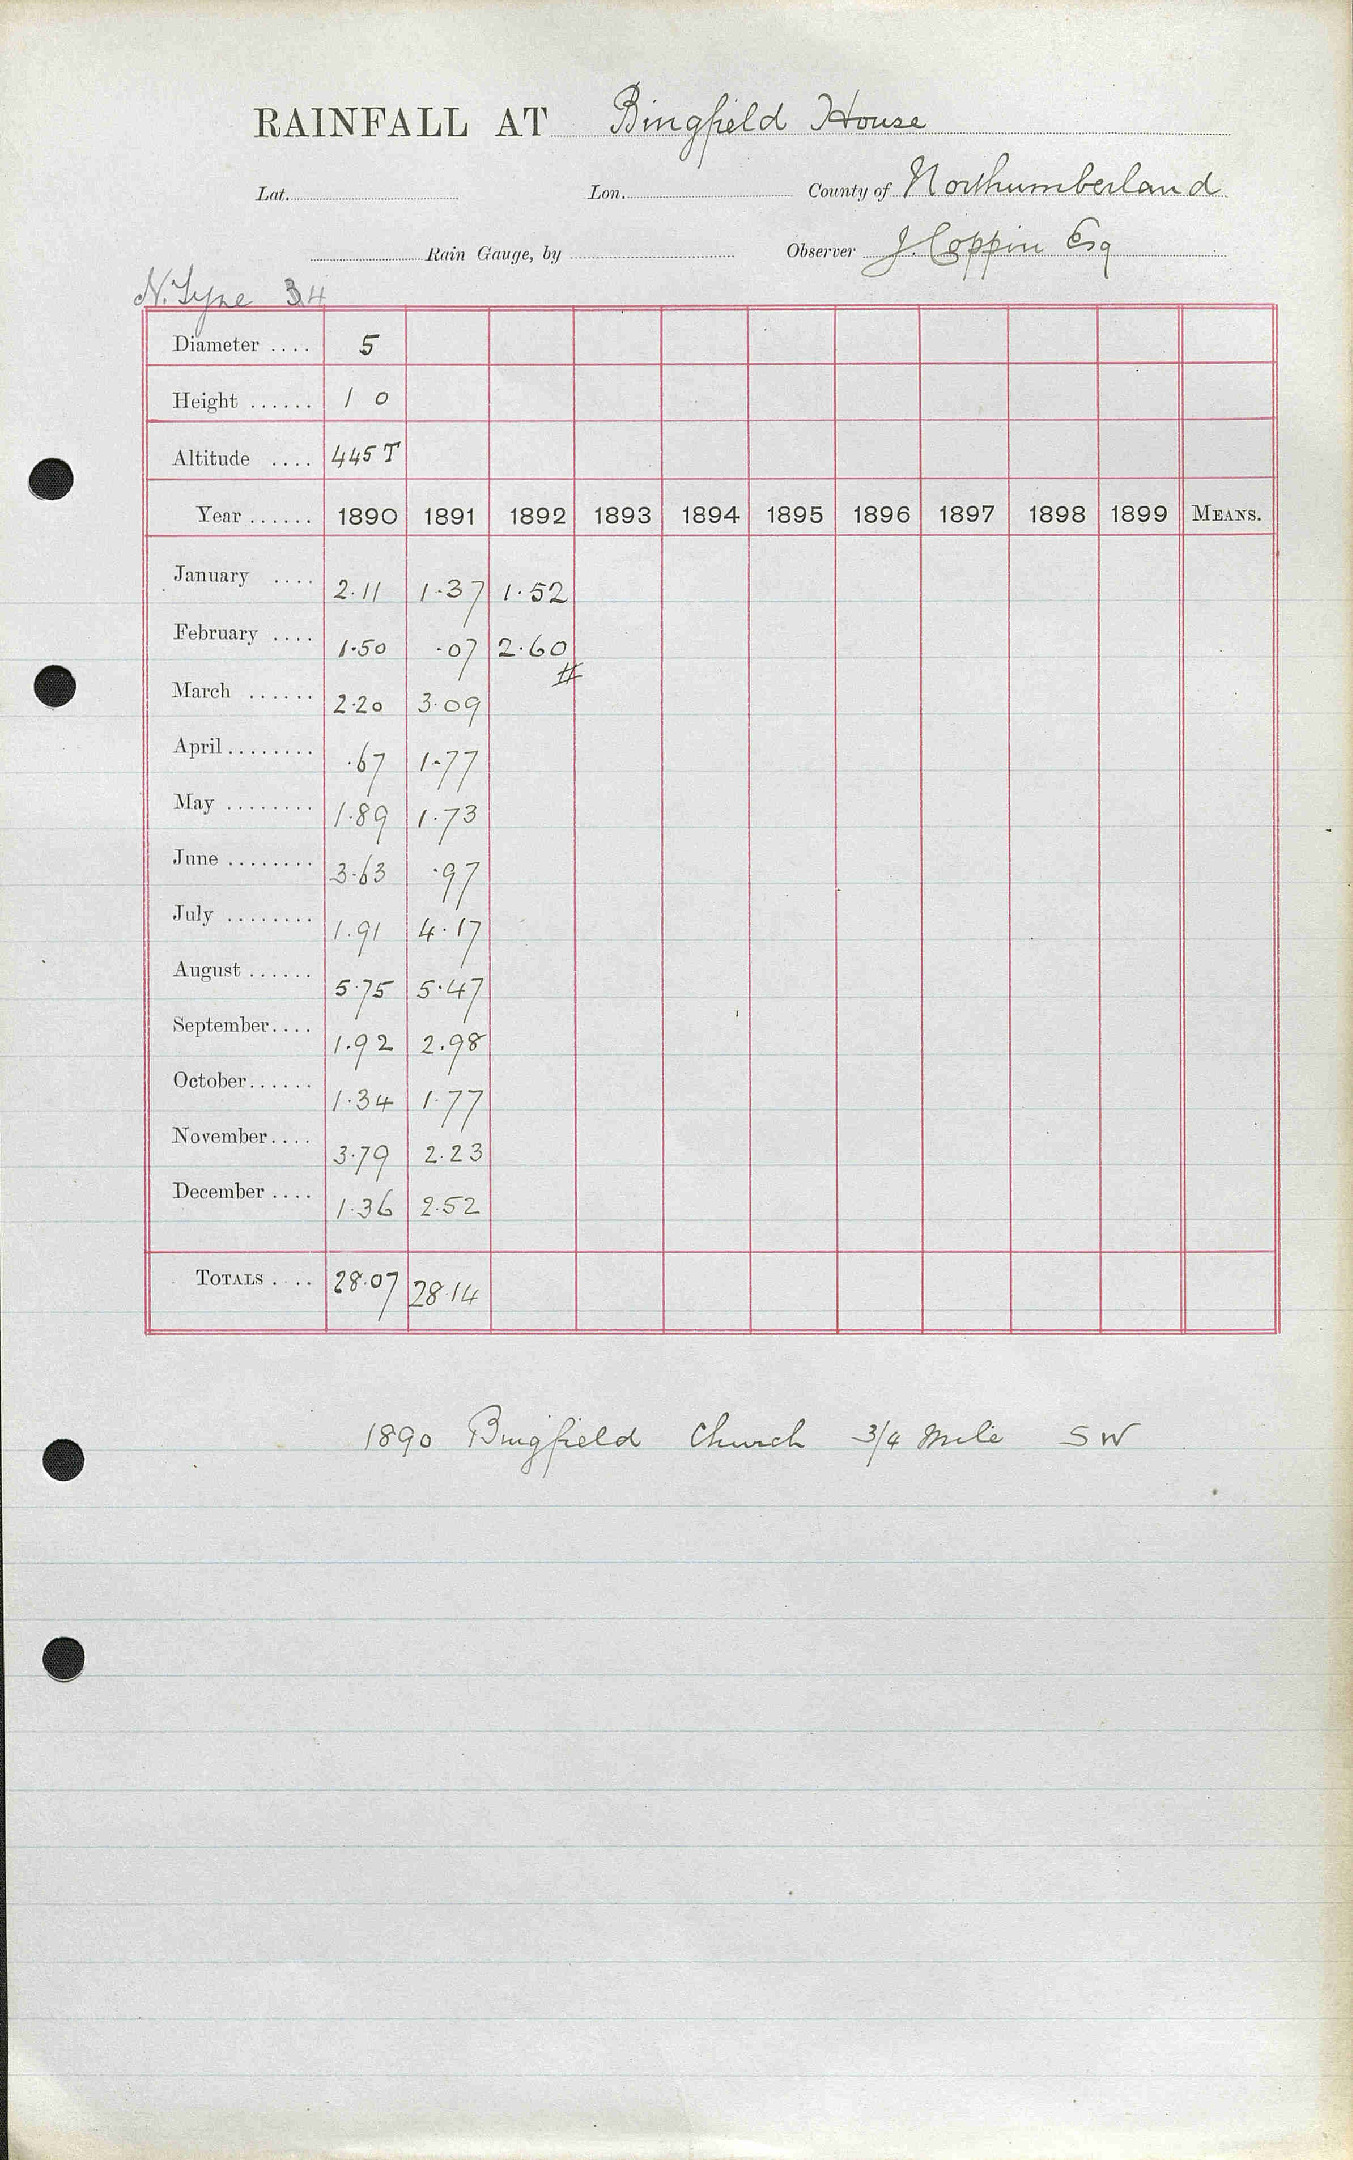 RAINFALL AT Bingfield House
Lat. Lon. County of Northumberland
Rain Gauge, by Observer J. Coppin Esq
N. Tyne 34
Diameter .... 5
Height ...... 1 0
Altitude .... 445 T
Year ...... 1890 1891 1892 1893 1894 1895 1896 1897 1898 1899 MEANS.
January .... 2.11 1.37 1.52
February .... 1.50 .07 2.60
#
March ...... 2.20 3.09
April ........ .67 1.77
May ........ 1.89 1.73
June ........ 3.63 .97
July ........ 1.91 4.17
August ...... 5.75 5.47
September.... 1.92 2.98
October...... 1.34 1.77
November.... 3.79 2.23
December .... 1.36 2.52
TOTALS .... 28.07 28.14
1890 Bingfield Church 3/4 Mile SW